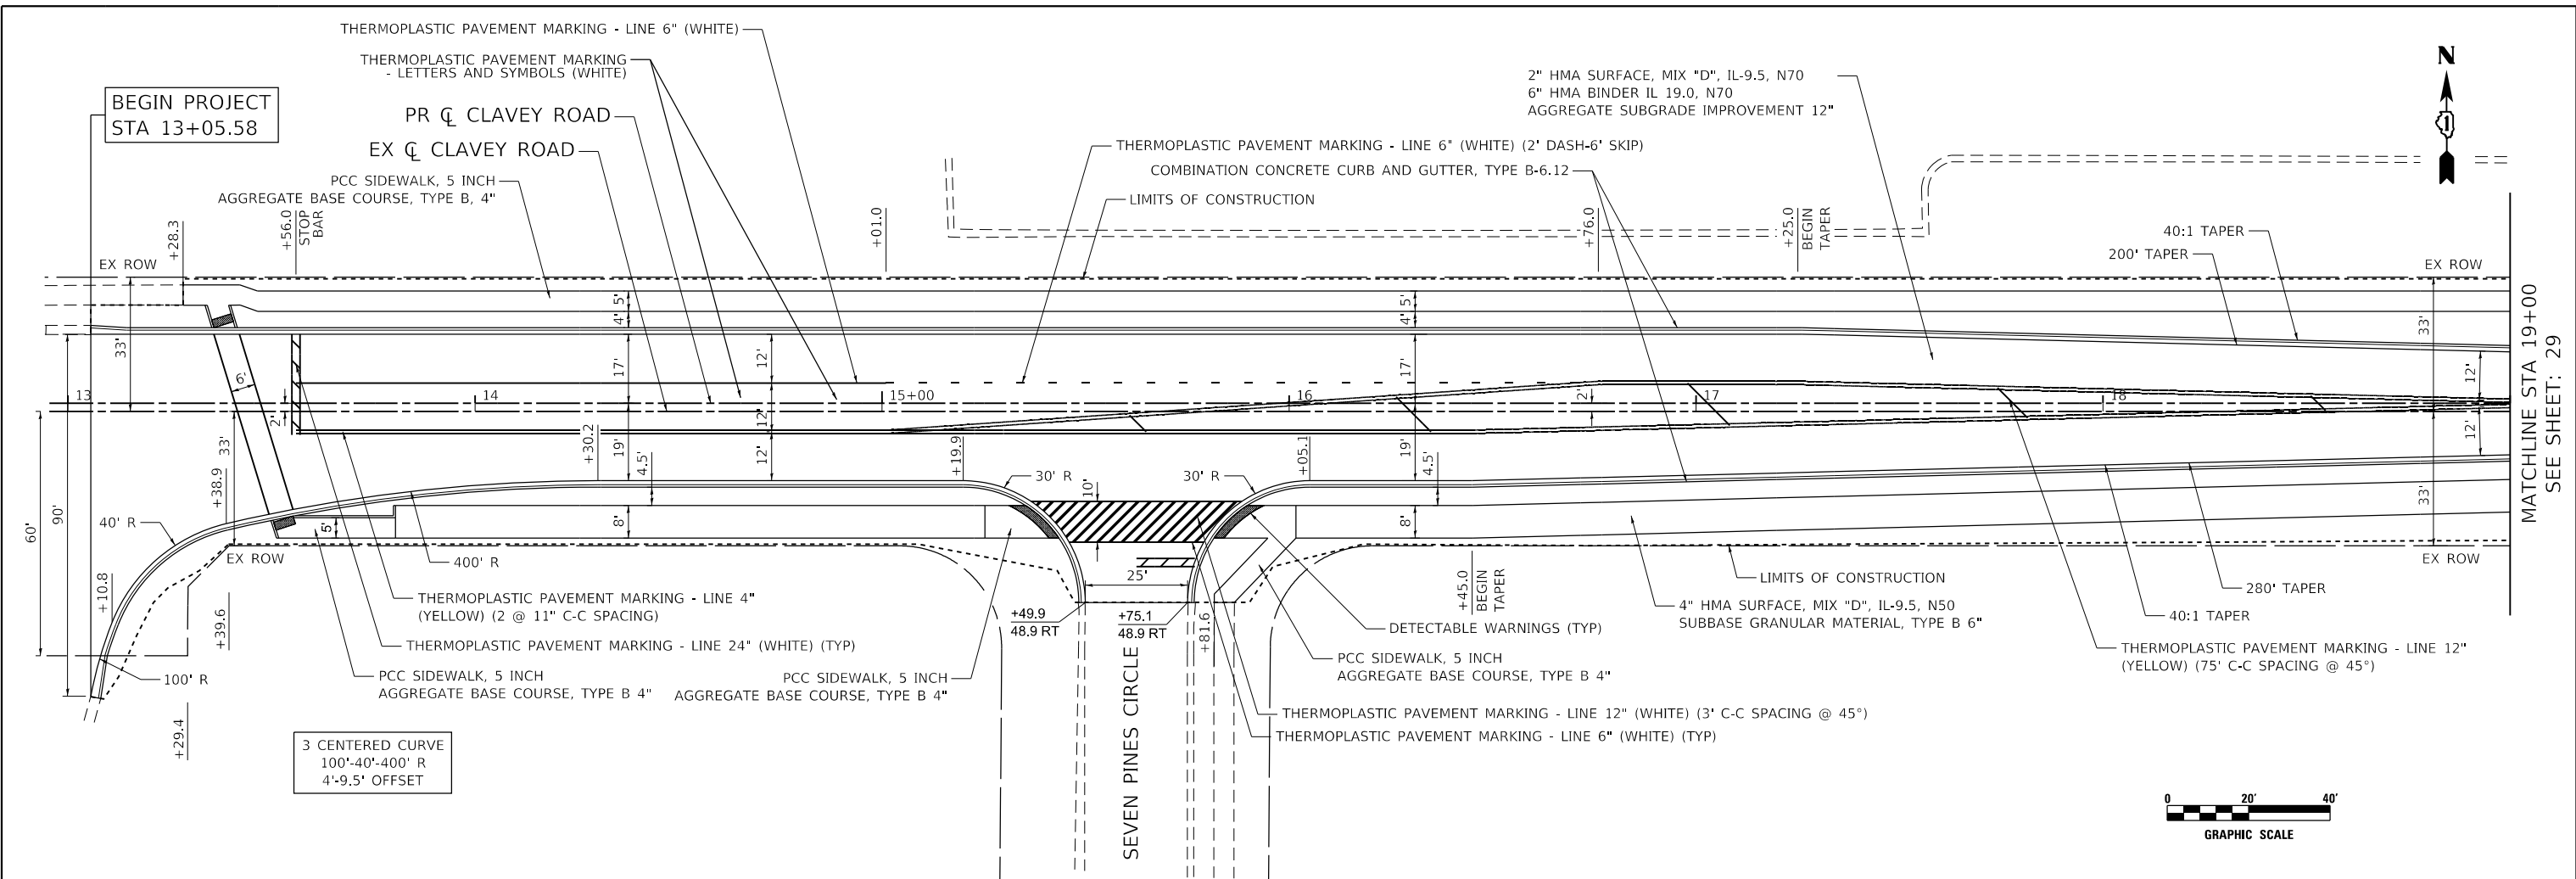 THERMOPLASTIC PAVEMENT MARKING - LINE 6" (WHITE)
THERMOPLASTIC PAVEMENT MARKING
- LETTERS AND SYMBOLS (WHITE)
BEGIN PROJECT
STA 13+05.58
PR ℄ CLAVEY ROAD
EX ℄ CLAVEY ROAD
PCC SIDEWALK, 5 INCH
AGGREGATE BASE COURSE, TYPE B, 4"
2" HMA SURFACE, MIX "D", IL-9.5, N70
6" HMA BINDER IL 19.0, N70
AGGREGATE SUBGRADE IMPROVEMENT 12"
THERMOPLASTIC PAVEMENT MARKING - LINE 6" (WHITE) (2' DASH-6' SKIP)
COMBINATION CONCRETE CURB AND GUTTER, TYPE B-6.12
LIMITS OF CONSTRUCTION
N
1
+28.3
+56.0
STOP
BAR
+01.0
+76.0
+25.0
BEGIN
TAPER
40:1 TAPER
200' TAPER
EX ROW
EX ROW
33'
5'
4'
17'
12'
5'
4'
17'
33'
12'
6'
13
14
15+00
16
17
18
2'
2'
12'
12'
19'
4.5'
12'
19'
4.5'
33'
33'
60'
90'
+38.9
+30.2
+19.9
+05.1
30' R
30' R
10'
40' R
5'
8'
8'
EX ROW
EX ROW
400' R
+10.8
+39.6
+29.4
100' R
25'
+49.9
48.9 RT
+75.1
48.9 RT
+81.6
+45.0
BEGIN
TAPER
THERMOPLASTIC PAVEMENT MARKING - LINE 4"
(YELLOW) (2 @ 11" C-C SPACING)
THERMOPLASTIC PAVEMENT MARKING - LINE 24" (WHITE) (TYP)
PCC SIDEWALK, 5 INCH
AGGREGATE BASE COURSE, TYPE B 4"
PCC SIDEWALK, 5 INCH
AGGREGATE BASE COURSE, TYPE B 4"
SEVEN PINES CIRCLE
DETECTABLE WARNINGS (TYP)
PCC SIDEWALK, 5 INCH
AGGREGATE BASE COURSE, TYPE B 4"
LIMITS OF CONSTRUCTION
4" HMA SURFACE, MIX "D", IL-9.5, N50
SUBBASE GRANULAR MATERIAL, TYPE B 6"
280' TAPER
40:1 TAPER
THERMOPLASTIC PAVEMENT MARKING - LINE 12"
(YELLOW) (75' C-C SPACING @ 45°)
THERMOPLASTIC PAVEMENT MARKING - LINE 12" (WHITE) (3' C-C SPACING @ 45°)
THERMOPLASTIC PAVEMENT MARKING - LINE 6" (WHITE) (TYP)
3 CENTERED CURVE
100'-40'-400' R
4'-9.5' OFFSET
MATCHLINE STA 19+00
SEE SHEET: 29
0 20' 40'
GRAPHIC SCALE